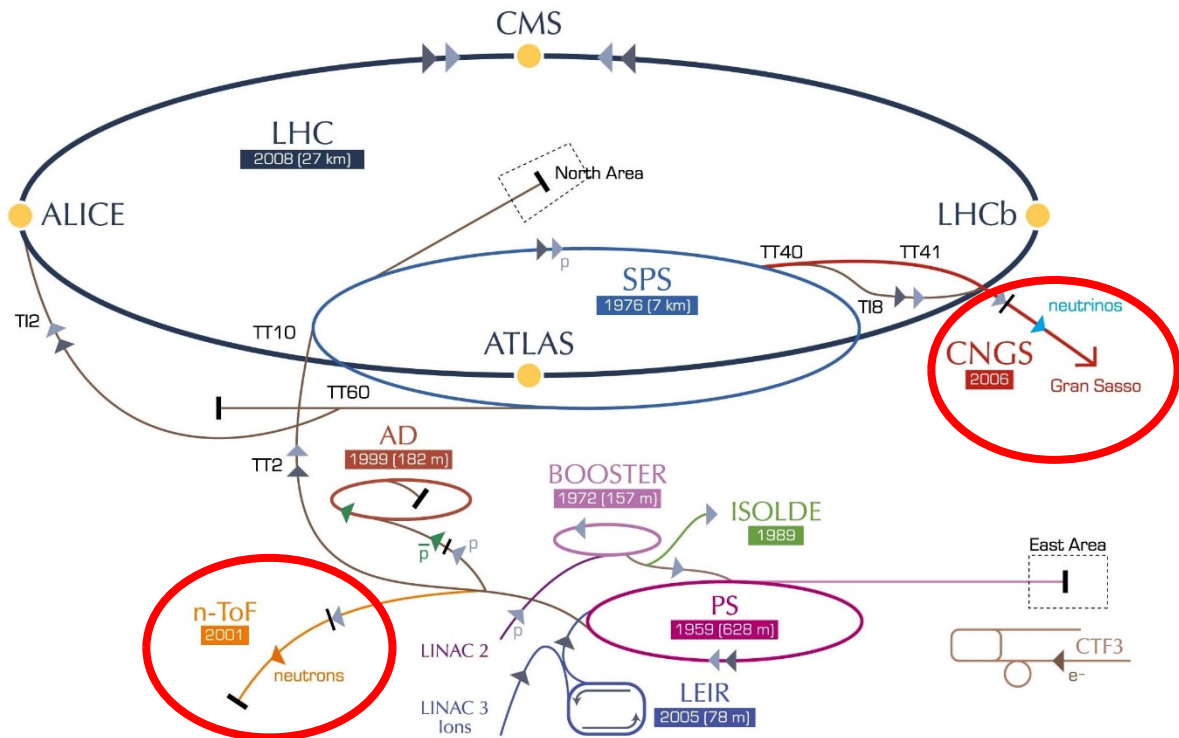 CMS
LHC
2008 (27 km)
North Area
ALICE
LHCb
TT40
TT41
p
SPS
1976 (7 km)
TI8
neutrinos
TI2
TT10
ATLAS
CNGS
2006
Gran Sasso
TT60
AD
1999 (182 m)
TT2
BOOSTER
1972 (157 m)
ISOLDE
1989
p̅
p
East Area
n-ToF
2001
PS
1959 (628 m)
p
LINAC 2
neutrons
CTF3
e-
LEIR
2005 (78 m)
LINAC 3
Ions